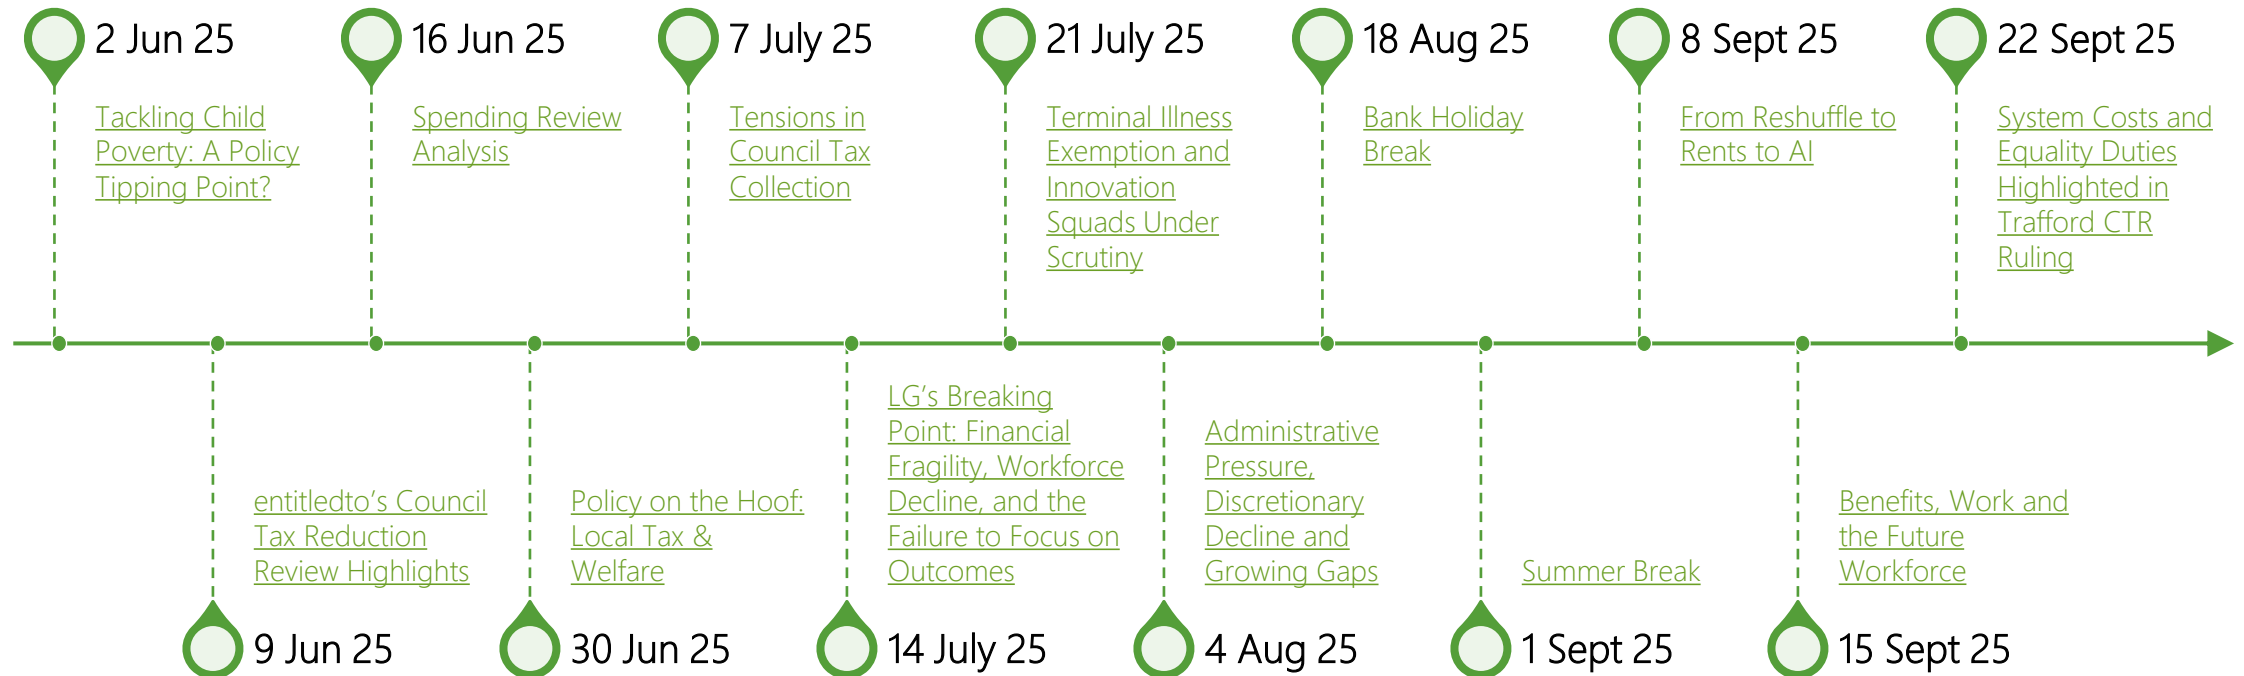 2 Jun 25
Tackling Child
Poverty: A Policy
Tipping Point?
16 Jun 25
Spending Review
Analysis
7 July 25
Tensions in
Council Tax
Collection
21 July 25
Terminal Illness
Exemption and
Innovation
Squads Under
Scrutiny
18 Aug 25
Bank Holiday
Break
8 Sept 25
From Reshuffle to
Rents to AI
22 Sept 25
System Costs and
Equality Duties
Highlighted in
Trafford CTR
Ruling
entitledto’s Council
Tax Reduction
Review Highlights
9 Jun 25
Policy on the Hoof:
Local Tax &
Welfare
30 Jun 25
LG’s Breaking
Point: Financial
Fragility, Workforce
Decline, and the
Failure to Focus on
Outcomes
14 July 25
Administrative
Pressure,
Discretionary
Decline and
Growing Gaps
4 Aug 25
Summer Break
1 Sept 25
Benefits, Work and
the Future
Workforce
15 Sept 25